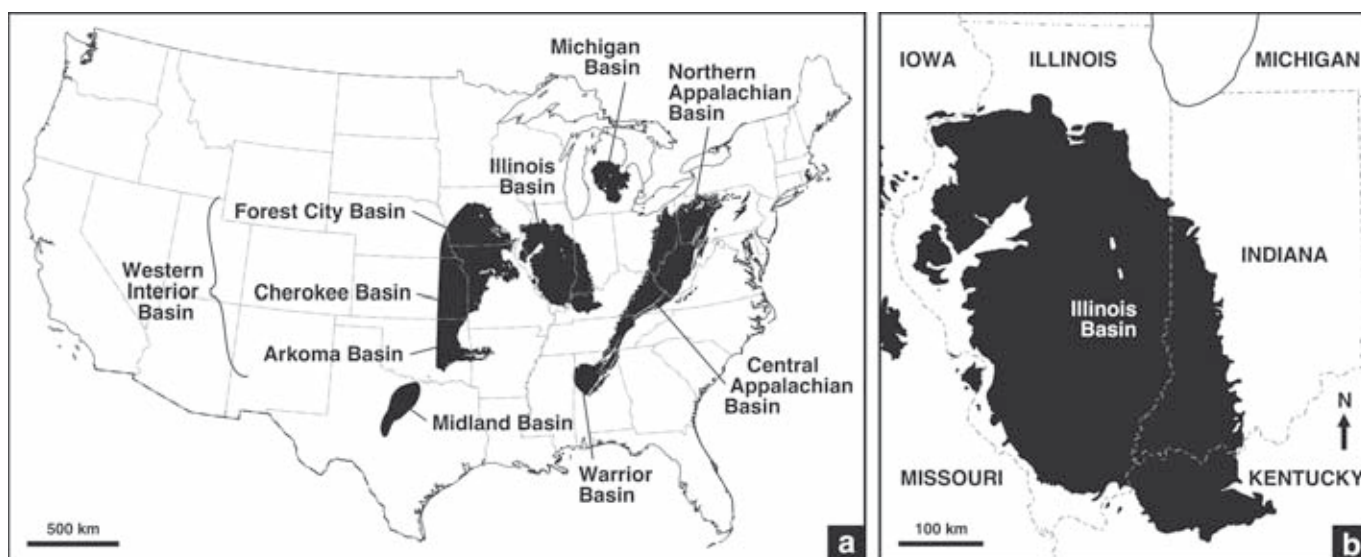 Michigan
Basin
Northern
Appalachian
Basin
Illinois
Basin
Forest City Basin
Western
Interior
Basin
Cherokee Basin
Arkoma Basin
Central
Appalachian
Basin
Midland Basin
Warrior
Basin
500 km
a
IOWA
ILLINOIS
MICHIGAN
INDIANA
Illinois
Basin
N
MISSOURI
KENTUCKY
100 km
b